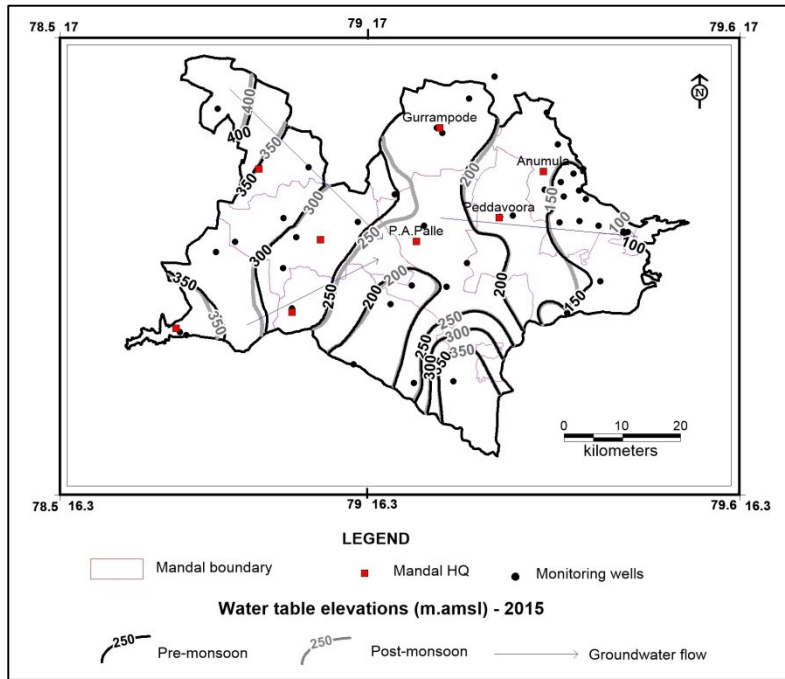 78.5 17
79 17
79.6 17
400
400
350
350
Gurrampode
200
Anumula
150
Peddavoora
100
100
300
300
250
P.A.Palle
250
200
200
200
350
350
250
300
350
250
300
350
150
0 10 20
kilometers
78.5 16.3
79 16.3
79.6 16.3
LEGEND
Mandal boundary
Mandal HQ
Monitoring wells
Water table elevations (m.amsl) - 2015
250 Pre-monsoon
250 Post-monsoon
Groundwater flow
N